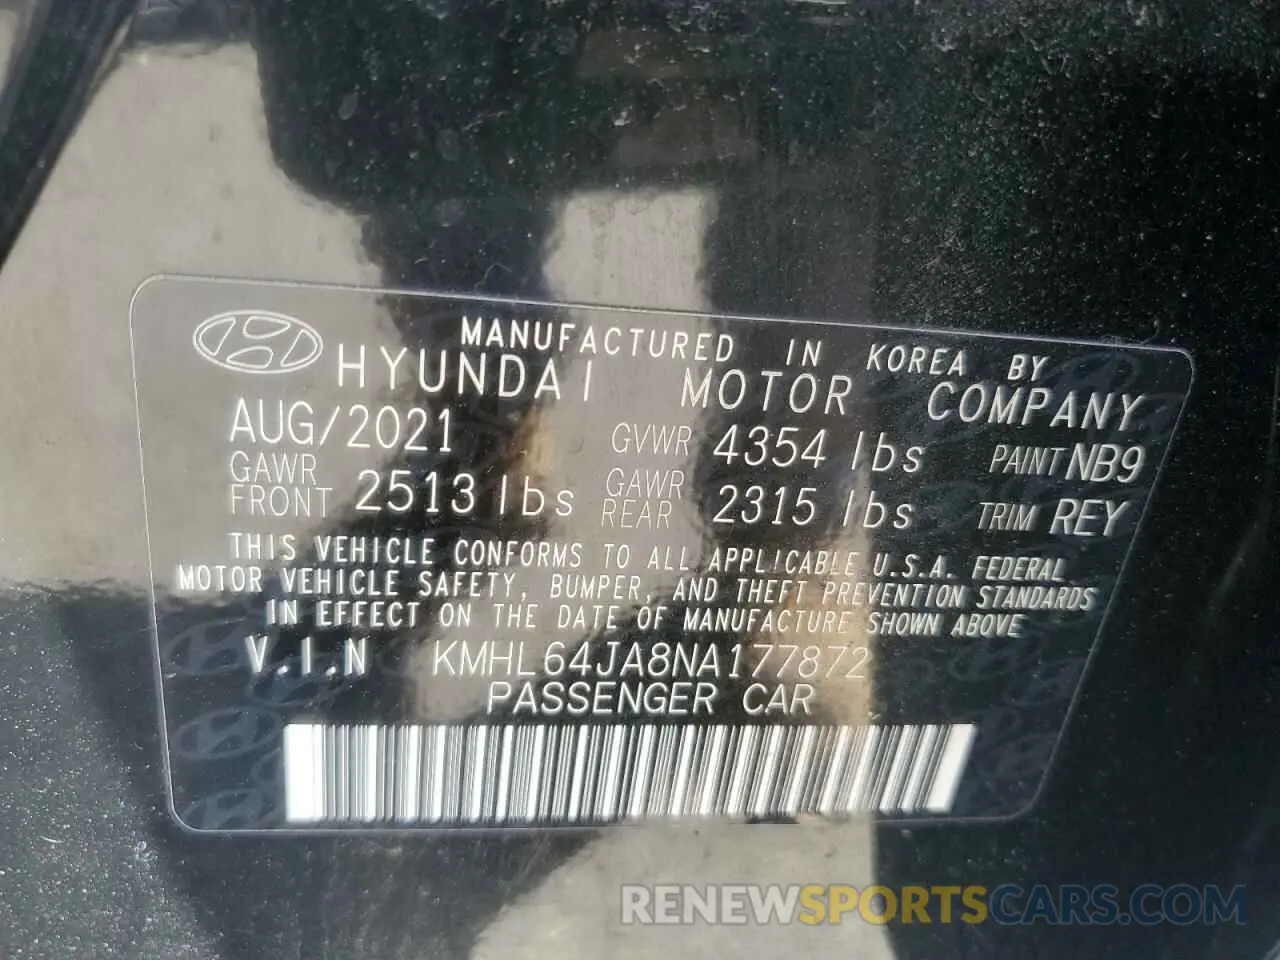 MANUFACTURED IN KOREA BY
HYUNDAI MOTOR COMPANY
AUG/2021 GVWR 4354 lbs PAINT NB9
GAWR FRONT 2513 lbs GAWR REAR 2315 lbs TRIM REY
THIS VEHICLE CONFORMS TO ALL APPLICABLE U.S.A. FEDERAL
MOTOR VEHICLE SAFETY, BUMPER, AND THEFT PREVENTION STANDARDS
IN EFFECT ON THE DATE OF MANUFACTURE SHOWN ABOVE
V.I.N KMHL64JA8NA177872
PASSENGER CAR
RENEWSPORTSCARS.COM